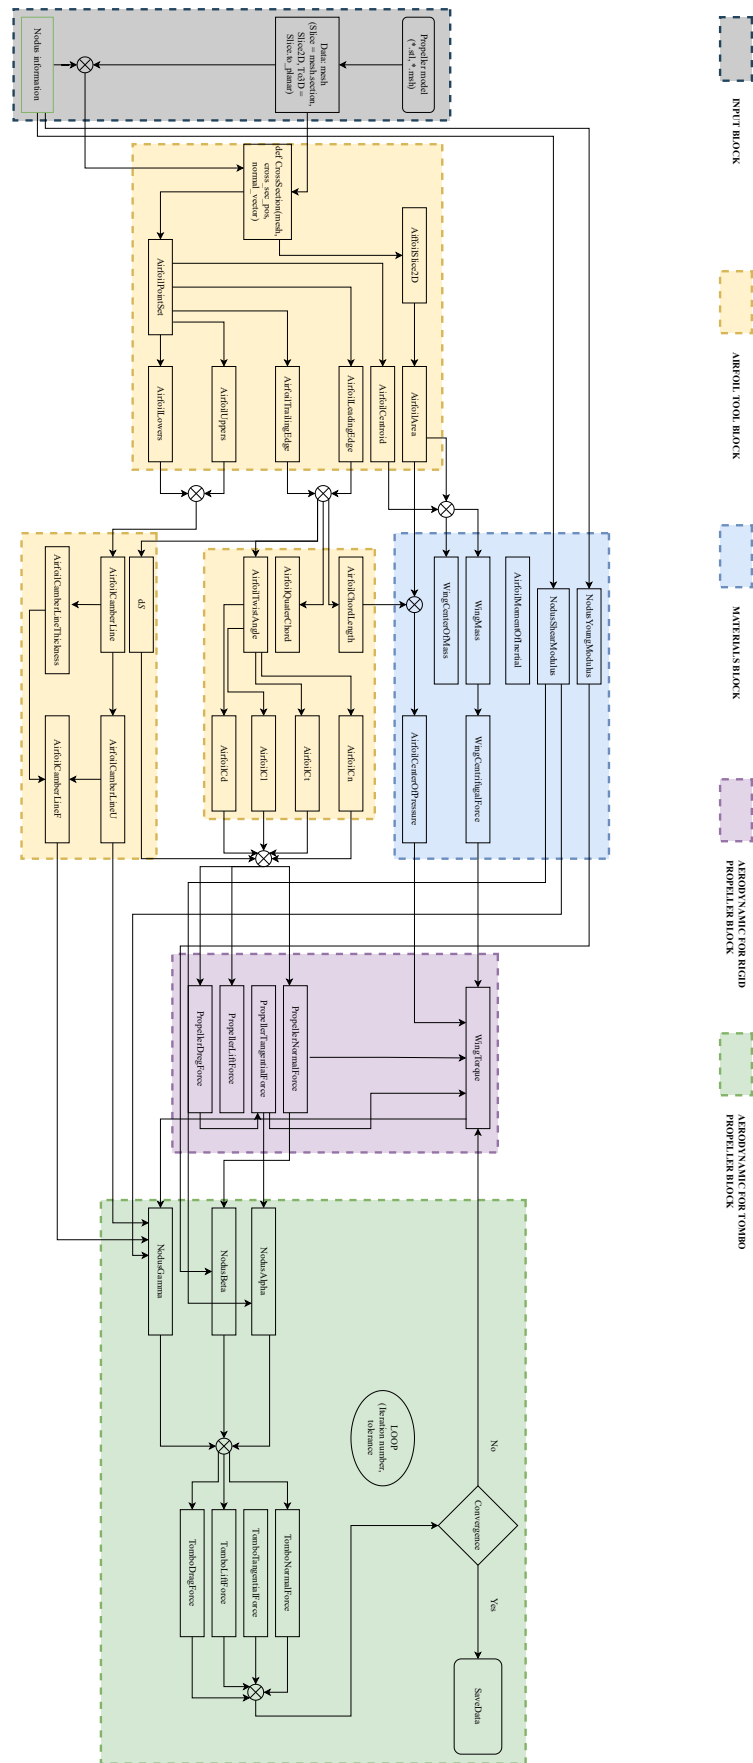 INPUT BLOCK
AIRFOIL TOOL BLOCK
MATERIALS BLOCK
AERODYNAMIC FOR RIGID
PROPELLER BLOCK
AERODYNAMIC FOR TOMBO
PROPELLER BLOCK
Propeller model
(*.stl, *.msh)
Data: mesh
(Slice = mesh.section,
Slice2D, To3D =
Slice.to_planar)
Nodus information
def CrossSection(mesh,
cross_sec_pos,
normal_vector)
AiffoilSlice2D
AirfoilPointSet
AirfoilArea
AirfoilCentroid
AirfoilLeadingEdge
AirfoilTrailingEdge
AirfoilUppers
AirfoilLowers
NodusYoungModulus
NodusShearModulus
AirfoilMomentOfInertial
WingMass
WingCenterOfMass
WingCentrifugalForce
AirfoilCenterOfPressure
AirfoilChordLength
AirfoilQuaterChord
AirfoilTwistAngle
AirfoilCn
AirfoilCt
AirfoilCl
AirfoilCd
dS
AirfoilCamberLine
AirfoilCamberLineThickness
AirfoilCamberLineU
AirfoilCamberLineF
WingTorque
PropellerNormalForce
PropellerTangentialForce
PropellerLiftForce
PropellerDregForce
NodusAlpha
NodusBeta
NodusGamma
LOOP
(Iteration number,
tolerance
No
Convergence
Yes
TomboNormalForce
TomboTangentialForce
TomboLiftForce
TomboDragForce
SaveData